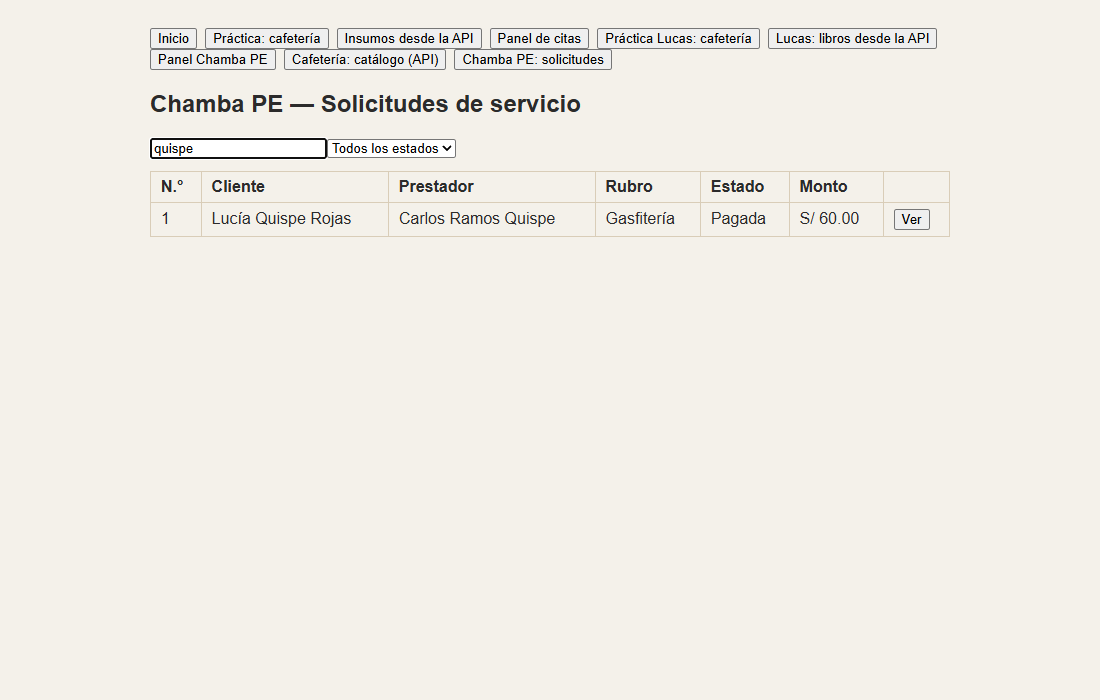 Inicio Práctica: cafetería Insumos desde la API Panel de citas Práctica Lucas: cafetería Lucas: libros desde la API
Panel Chamba PE Cafetería: catálogo (API) Chamba PE: solicitudes
Chamba PE — Solicitudes de servicio
quispe Todos los estados
N.° Cliente Prestador Rubro Estado Monto
1 Lucía Quispe Rojas Carlos Ramos Quispe Gasfitería Pagada S/ 60.00 Ver